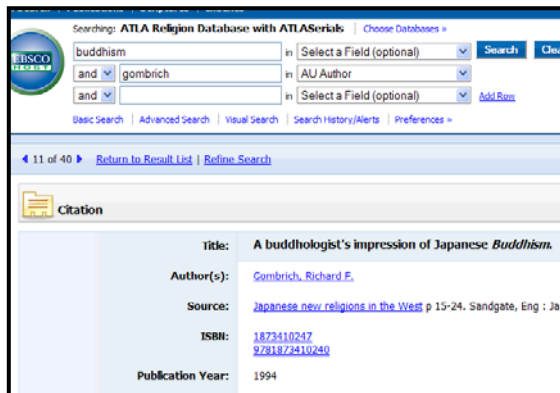 Searching: ATLA Religion Database with ATLASerials | Choose Databases »
EBSCO HOST
buddhism in Select a Field (optional) Search Clea
and gombrich in AU Author
and in Select a Field (optional) Add Row
Basic Search | Advanced Search | Visual Search | Search History/Alerts | Preferences »
11 of 40 Return to Result List | Refine Search
Citation
Title: A buddhologist's impression of Japanese Buddhism.
Author(s): Gombrich, Richard F.
Source: Japanese new religions in the West p 15-24. Sandgate, Eng : Ja
ISBN: 1873410247
9781873410240
Publication Year: 1994